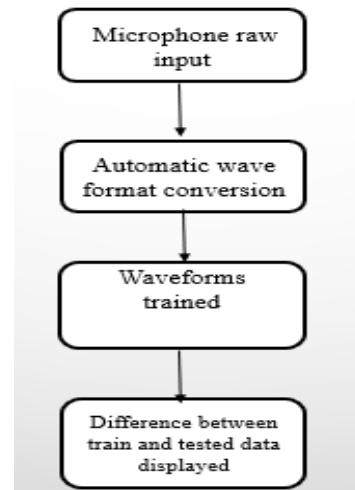 Microphone raw
input
Automatic wave
format conversion
Waveforms
trained
Difference between
train and tested data
displayed